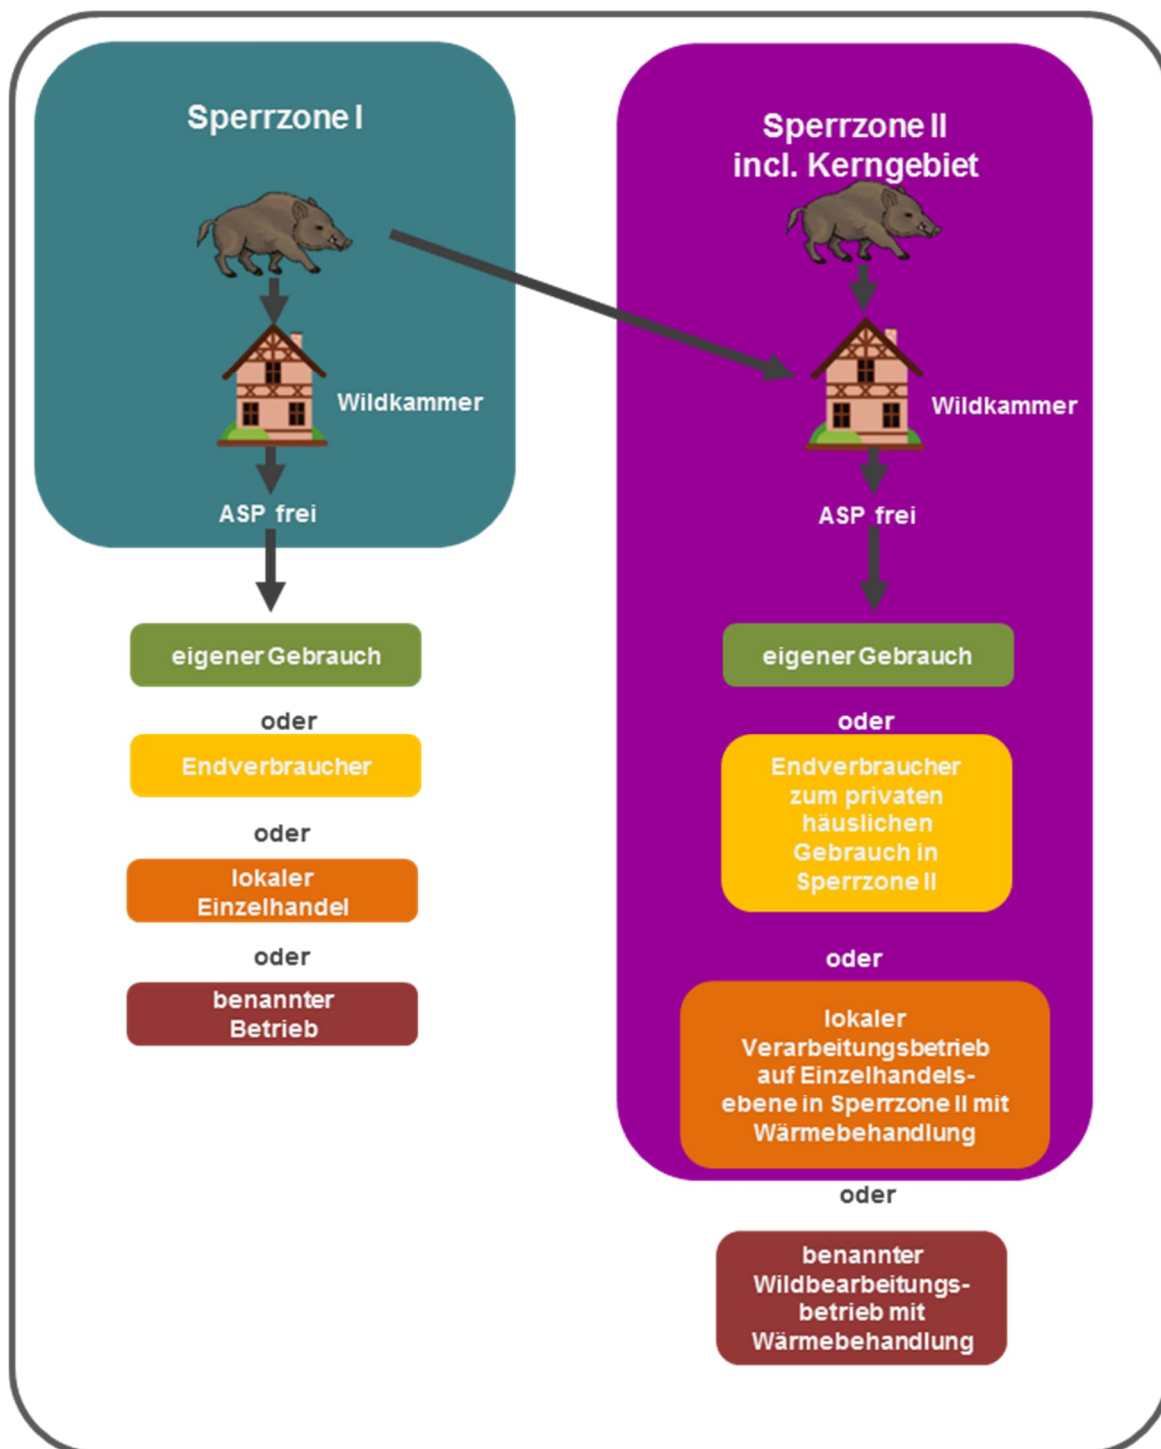 Sperrzone I
Wildkammer
ASP frei
eigener Gebrauch
oder
Endverbraucher
oder
lokaler
Einzelhandel
oder
benannter
Betrieb
Sperrzone II
incl. Kerngebiet
Wildkammer
ASP frei
eigener Gebrauch
oder
Endverbraucher
zum privaten
häuslichen
Gebrauch in
Sperrzone II
oder
lokaler
Verarbeitungsbetrieb
auf Einzelhandels-
ebene in Sperrzone II mit
Wärmebehandlung
oder
benannter
Wildbearbeitungs-
betrieb mit
Wärmebehandlung